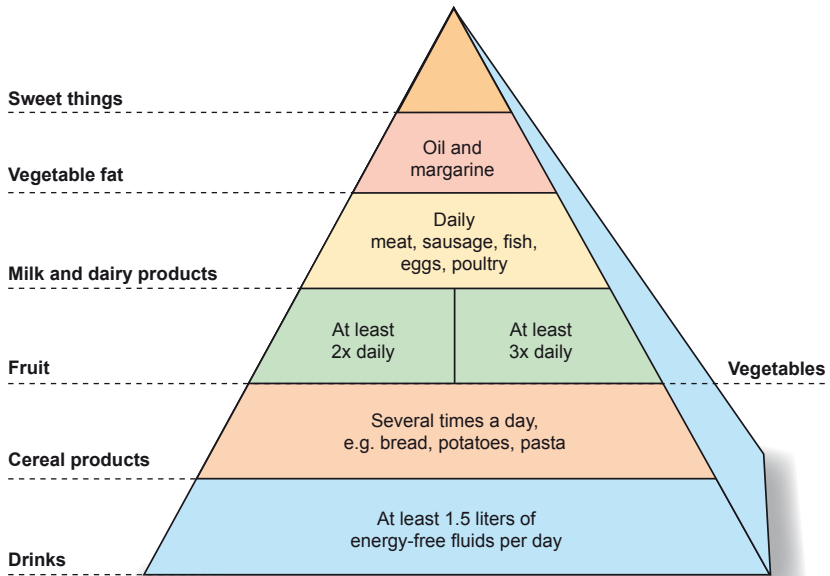 Sweet things
Oil and
margarine
Vegetable fat
Daily
meat, sausage, fish,
eggs, poultry
Milk and dairy products
At least
2x daily
At least
3x daily
Fruit
Vegetables
Several times a day,
e.g. bread, potatoes, pasta
Cereal products
At least 1.5 liters of
energy-free fluids per day
Drinks